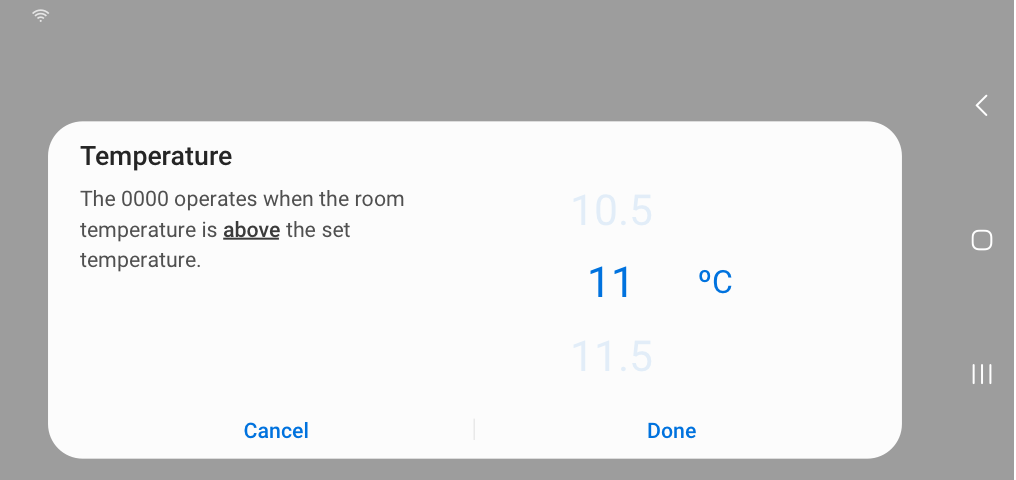 Temperature
The 0000 operates when the room
temperature is above the set
temperature.
10.5
11 ºC
11.5
Cancel
Done